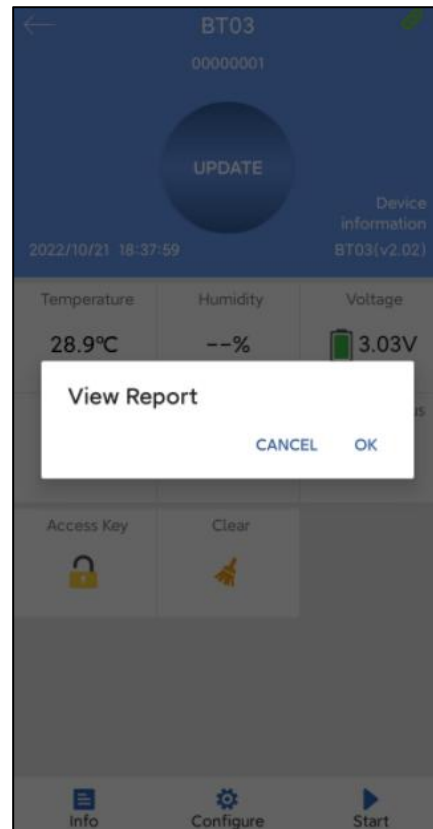 BT03
00000001
UPDATE
Device
information
2022/10/21 18:37:59 BT03(v2.02)
Temperature Humidity Voltage
28.9℃ --% 3.03V
View Report
CANCEL OK
Access Key Clear
Info Configure Start